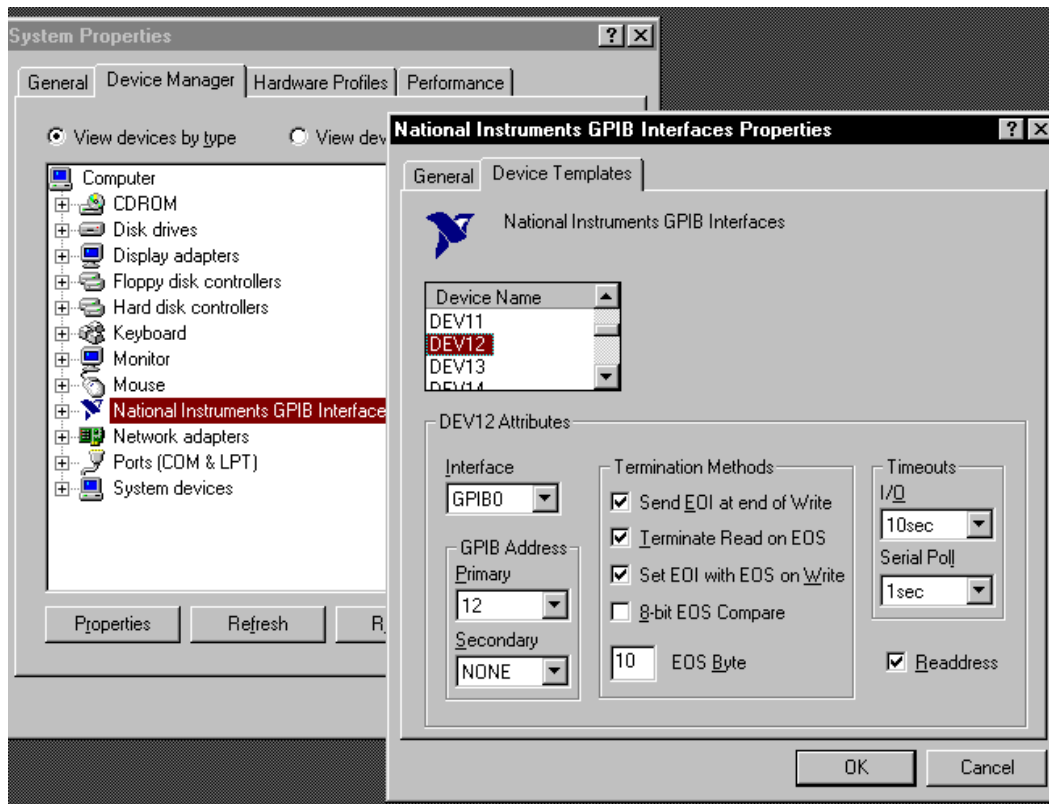 System Properties
General Device Manager Hardware Profiles Performance
View devices by type View dev
Computer
CDROM
Disk drives
Display adapters
Floppy disk controllers
Hard disk controllers
Keyboard
Monitor
Mouse
National Instruments GPIB Interface
Network adapters
Ports (COM & LPT)
System devices
Properties Refresh R
National Instruments GPIB Interfaces Properties
General Device Templates
National Instruments GPIB Interfaces
Device Name
DEV11
DEV12
DEV13
DEV14
DEV12 Attributes
Interface
GPIB0
GPIB Address
Primary
12
Secondary
NONE
Termination Methods
Send EOI at end of Write
Terminate Read on EOS
Set EOI with EOS on Write
8-bit EOS Compare
10 EOS Byte
Timeouts
I/O
10sec
Serial Poll
1sec
Readdress
OK Cancel